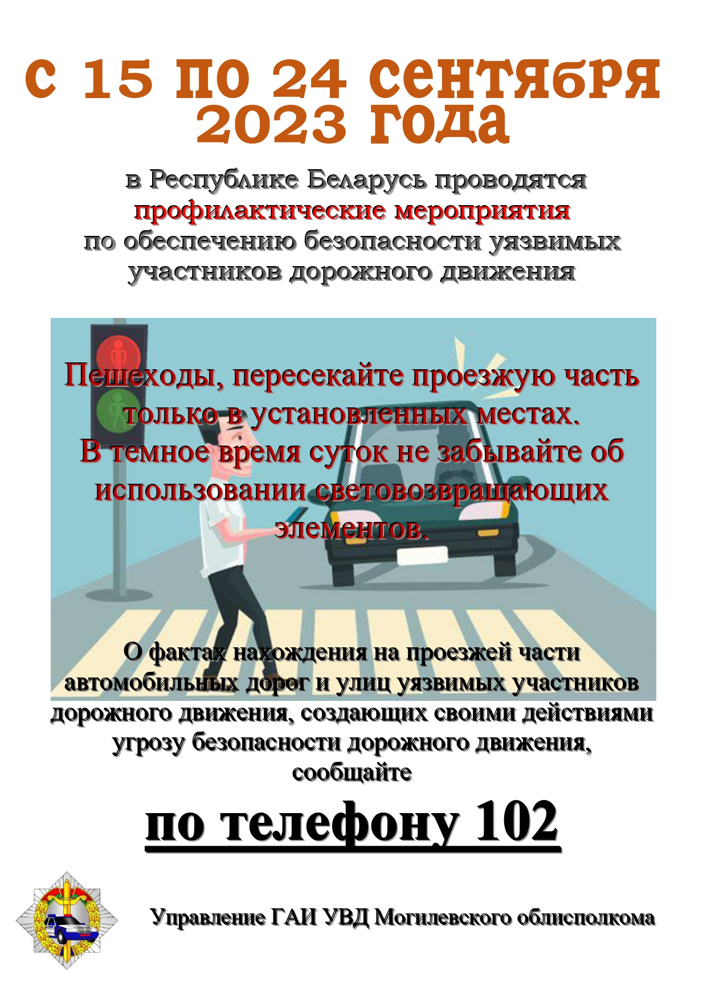 с 15 по 24 сентября
2023 года
в Республике Беларусь проводятся
профилактические мероприятия
по обеспечению безопасности уязвимых
участников дорожного движения
Пешеходы, пересекайте проезжую часть
только в установленных местах.
В темное время суток не забывайте об
использовании световозвращающих
элементов.
О фактах нахождения на проезжей части
автомобильных дорог и улиц уязвимых участников
дорожного движения, создающих своими действиями
угрозу безопасности дорожного движения,
сообщайте
по телефону 102
Управление ГАИ УВД Могилевского облисполкома